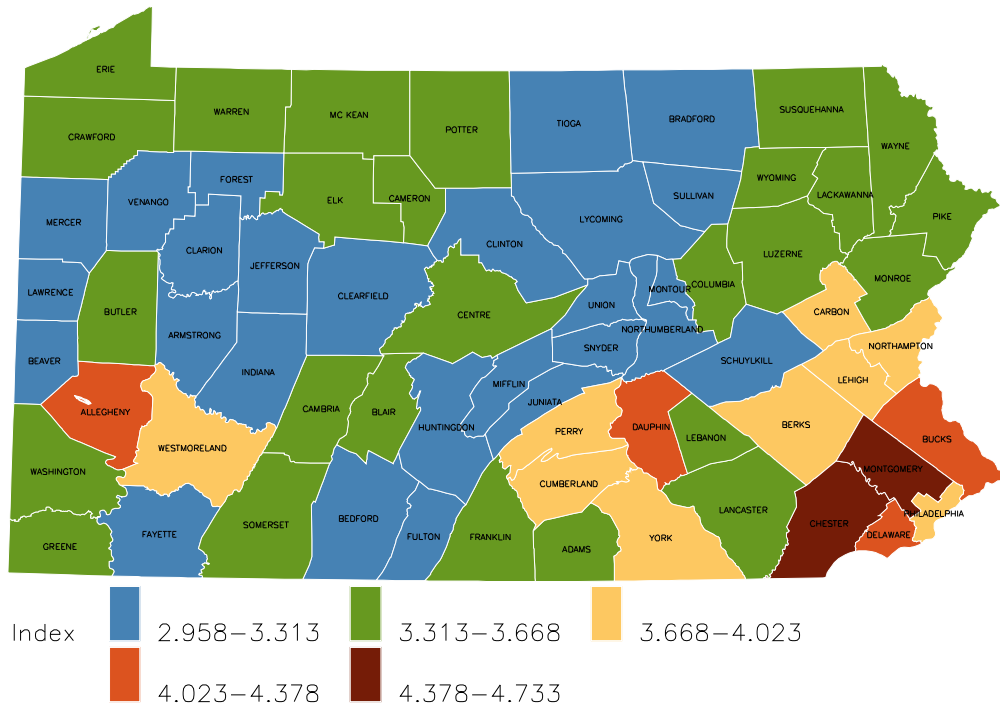 ERIE
WARREN
MC KEAN
POTTER
TIOGA
BRADFORD
SUSQUEHANNA
WAYNE
CRAWFORD
FOREST
ELK
CAMERON
WYOMING
LACKAWANNA
PIKE
MERCER
VENANGO
SULLIVAN
LYCOMING
CLARION
CLINTON
JEFFERSON
LUZERNE
MONROE
LAWRENCE
CLEARFIELD
MONTOUR
COLUMBIA
UNION
BUTLER
CENTRE
CARBON
ARMSTRONG
NORTHUMBERLAND
SNYDER
NORTHAMPTON
BEAVER
SCHUYLKILL
INDIANA
LEHIGH
MIFFLIN
JUNIATA
ALLEGHENY
CAMBRIA
BLAIR
HUNTINGDON
PERRY
DAUPHIN
BERKS
LEBANON
BUCKS
WESTMORELAND
WASHINGTON
CUMBERLAND
MONTGOMERY
PHILADELPHIA
LANCASTER
CHESTER
SOMERSET
BEDFORD
FAYETTE
FULTON
FRANKLIN
YORK
DELAWARE
GREENE
ADAMS
Index
2.958–3.313
3.313–3.668
3.668–4.023
4.023–4.378
4.378–4.733